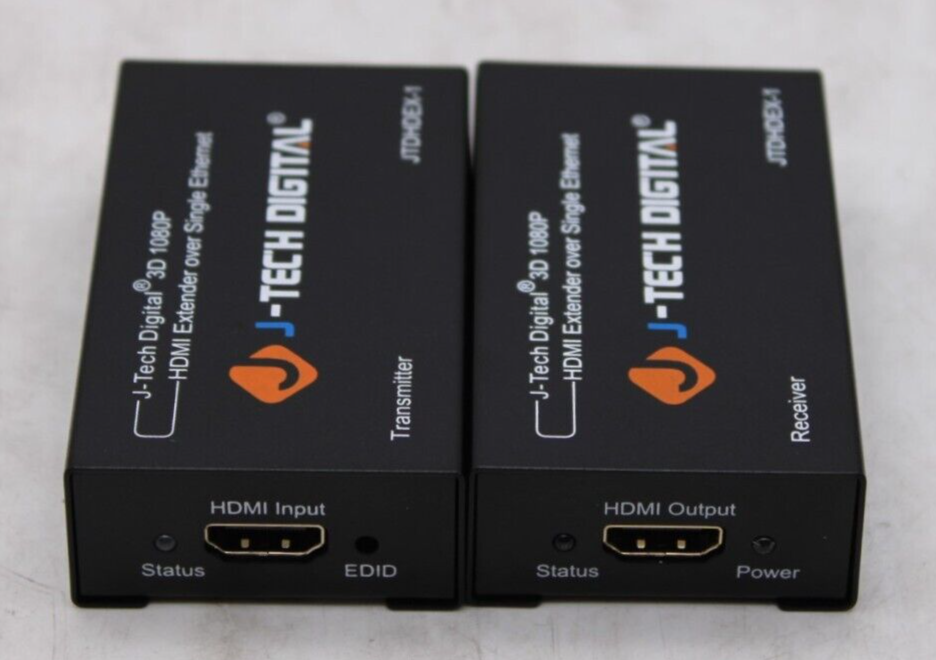 J-Tech Digital® 3D 1080P
HDMI Extender over Single Ethernet
J-TECH DIGITAL®
JTDHDEX-1
Transmitter
HDMI Input
Status
EDID
J-Tech Digital® 3D 1080P
HDMI Extender over Single Ethernet
J-TECH DIGITAL®
JTDHDEX-1
Receiver
HDMI Output
Status
Power